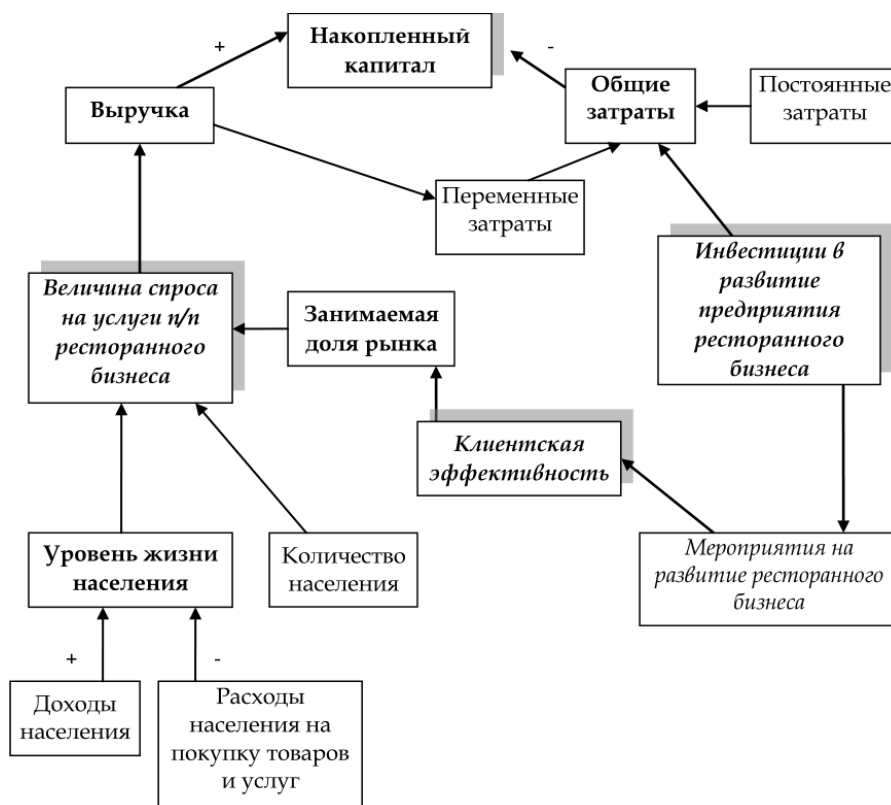 +
Накопленный
капитал
-
Выручка
Общие
затраты
Постоянные
затраты
Переменные
затраты
Инвестиции в
развитие
предприятия
ресторанного
бизнеса
Величина спроса
на услуги п/п
ресторанного
бизнеса
Занимаемая
доля рынка
Клиентская
эффективность
Уровень жизни
населения
Количество
населения
Мероприятия на
развитие ресторанного
бизнеса
+
-
Доходы
населения
Расходы
населения на
покупку товаров
и услуг